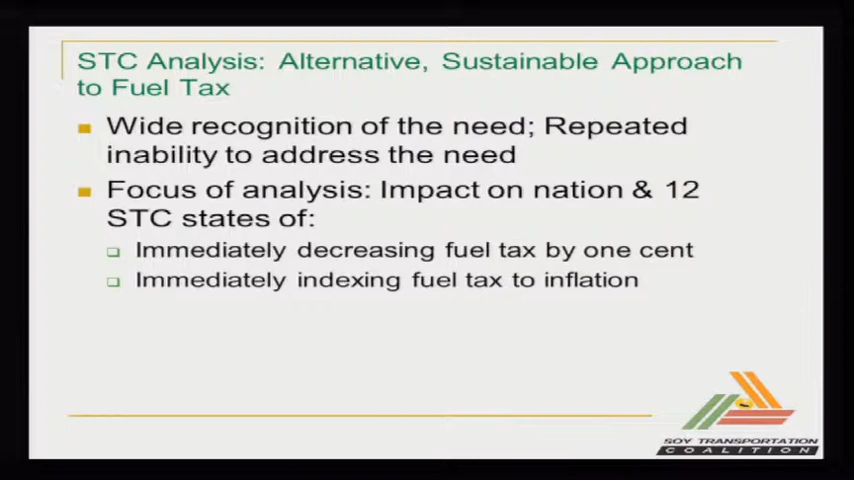 STC Analysis: Alternative, Sustainable Approach
to Fuel Tax
Wide recognition of the need; Repeated
inability to address the need
Focus of analysis: Impact on nation & 12
STC states of:
Immediately decreasing fuel tax by one cent
Immediately indexing fuel tax to inflation
SOY TRANSPORTATION
COALITION